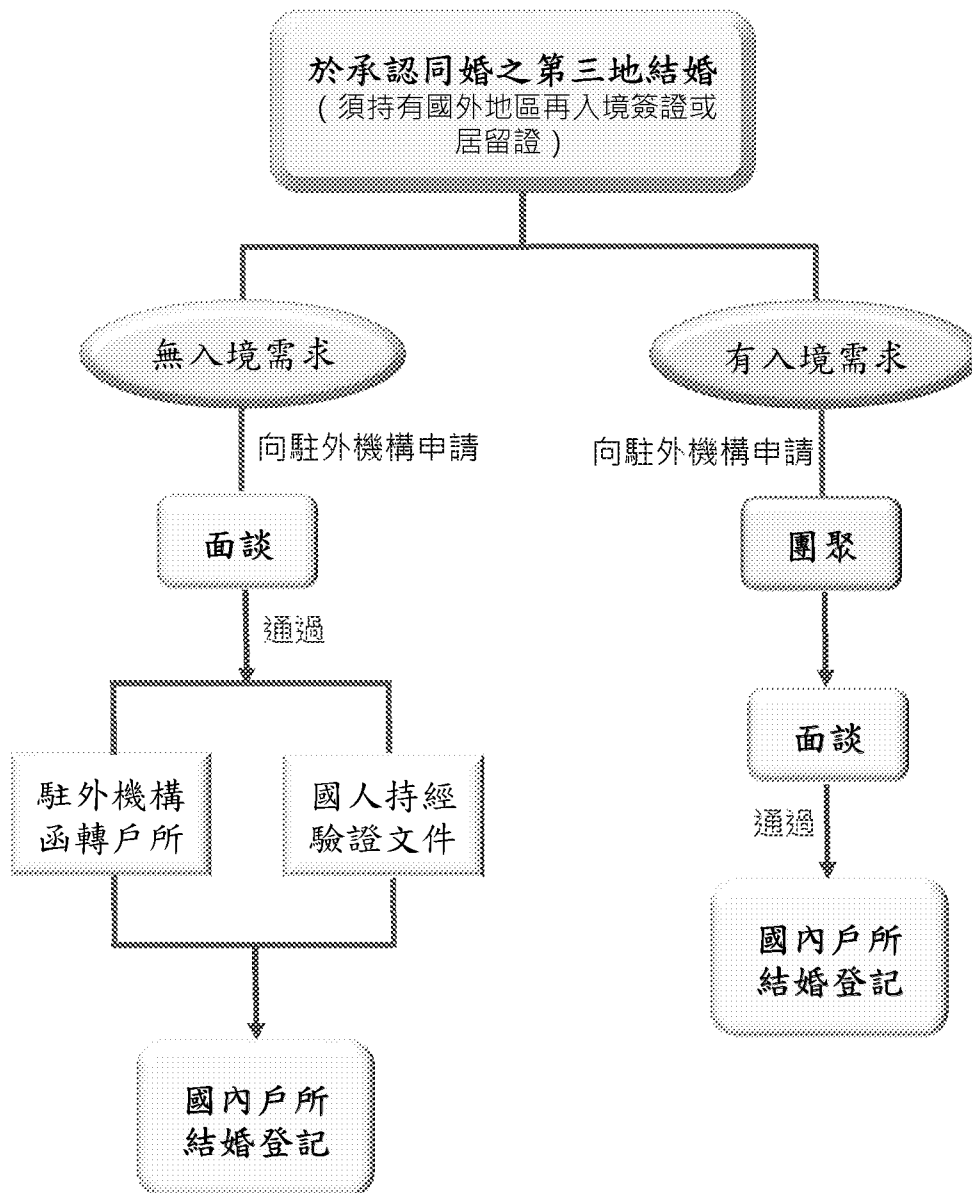 於承認同婚之第三地結婚
（須持有國外地區再入境簽證或
居留證）
無入境需求
有入境需求
向駐外機構申請
向駐外機構申請
面談
團聚
通過
面談
駐外機構
函轉戶所
國人持經
驗證文件
通過
國內戶所
結婚登記
國內戶所
結婚登記